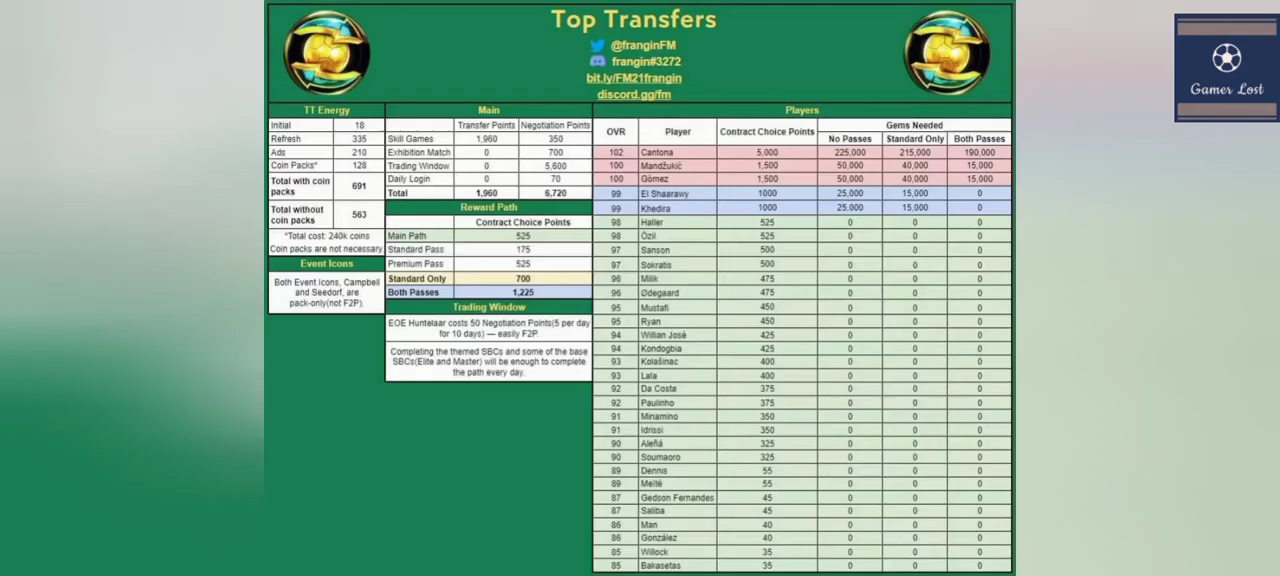 Top Transfers
@franginFM
frangin#3272
bit.ly/FM21frangin
discord.gg/fm
Gamer Lost
TT Energy
Initial 18
Refresh 335
Ads 210
Coin Packs* 128
Total with coin packs 691
Total without coin packs 563
*Total cost: 240k coins
Coin packs are not necessary.
Event Icons
Both Event Icons, Campbell
and Seedorf, are
pack-only(not F2P).
Main
Transfer Points Negotiation Points
Skill Games 1,960 350
Exhibition Match 0 700
Trading Window 0 5,600
Daily Login 0 70
Total 1,960 6,720
Reward Path
Contract Choice Points
Main Path 525
Standard Pass 175
Premium Pass 525
Standard Only 700
Both Passes 1,225
Trading Window
EOE Huntelaar costs 50 Negotiation Points(5 per day
for 10 days) — easily F2P.
Completing the themed SBCs and some of the base
SBCs(Elite and Master) will be enough to complete
the path every day.
Players
OVR Player Contract Choice Points Gems Needed
No Passes Standard Only Both Passes
102 Cantona 5,000 225,000 215,000 190,000
100 Mandžukić 1,500 50,000 40,000 15,000
100 Gómez 1,500 50,000 40,000 15,000
99 El Shaarawy 1000 25,000 15,000 0
99 Khedira 1000 25,000 15,000 0
98 Haller 525 0 0 0
98 Özil 525 0 0 0
97 Sanson 500 0 0 0
97 Sokratis 500 0 0 0
96 Milik 475 0 0 0
96 Ødegaard 475 0 0 0
95 Mustafi 450 0 0 0
95 Ryan 450 0 0 0
94 Willian José 425 0 0 0
94 Kondogbia 425 0 0 0
93 Kolašinac 400 0 0 0
93 Lala 400 0 0 0
92 Da Costa 375 0 0 0
92 Paulinho 375 0 0 0
91 Minamino 350 0 0 0
91 Idrissi 350 0 0 0
90 Aleñá 325 0 0 0
90 Soumaoro 325 0 0 0
89 Dennis 55 0 0 0
89 Meïté 55 0 0 0
87 Gedson Fernandes 45 0 0 0
87 Saliba 45 0 0 0
86 Man 40 0 0 0
86 González 40 0 0 0
85 Willock 35 0 0 0
85 Bakasetas 35 0 0 0